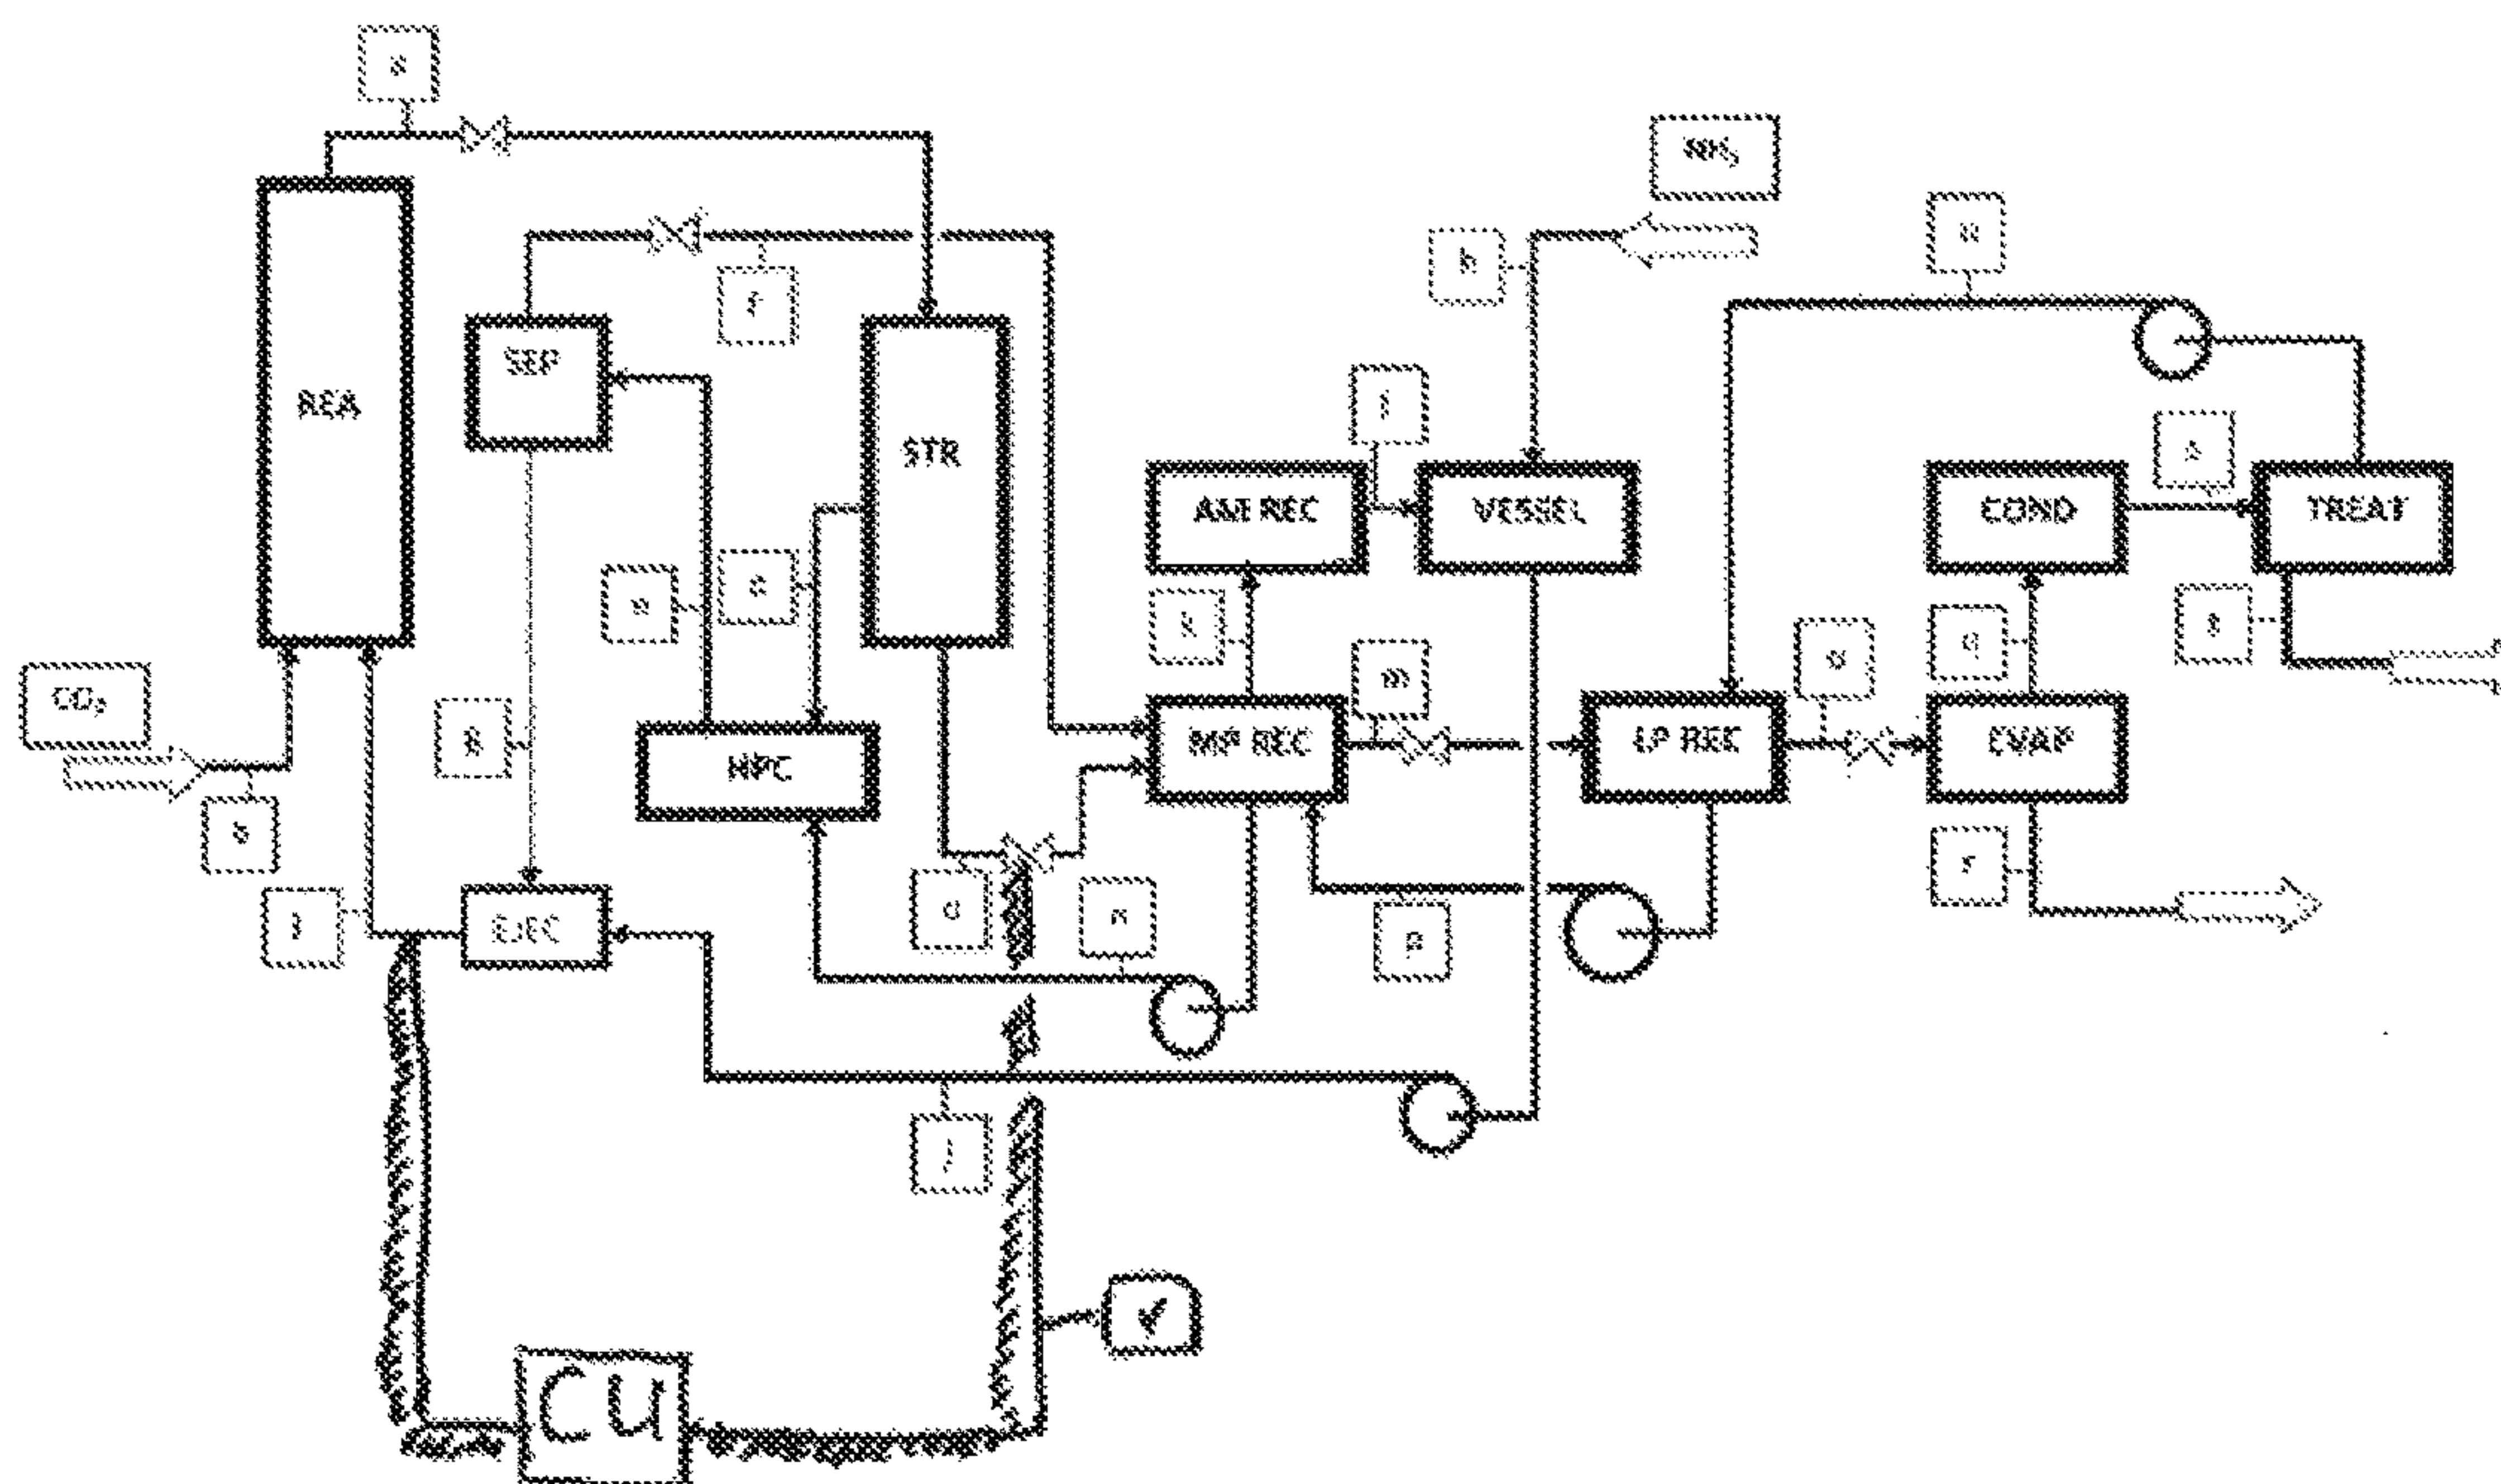 a
NH₃
h
u
f
SEP
REA
STR
AM REC
VESSEL
COND
TREAT
s
e
c
t
q
CO₂
g
m
o
HPC
MP REC
LP REC
EVAP
b
r
d
n
EJEC
p
CU